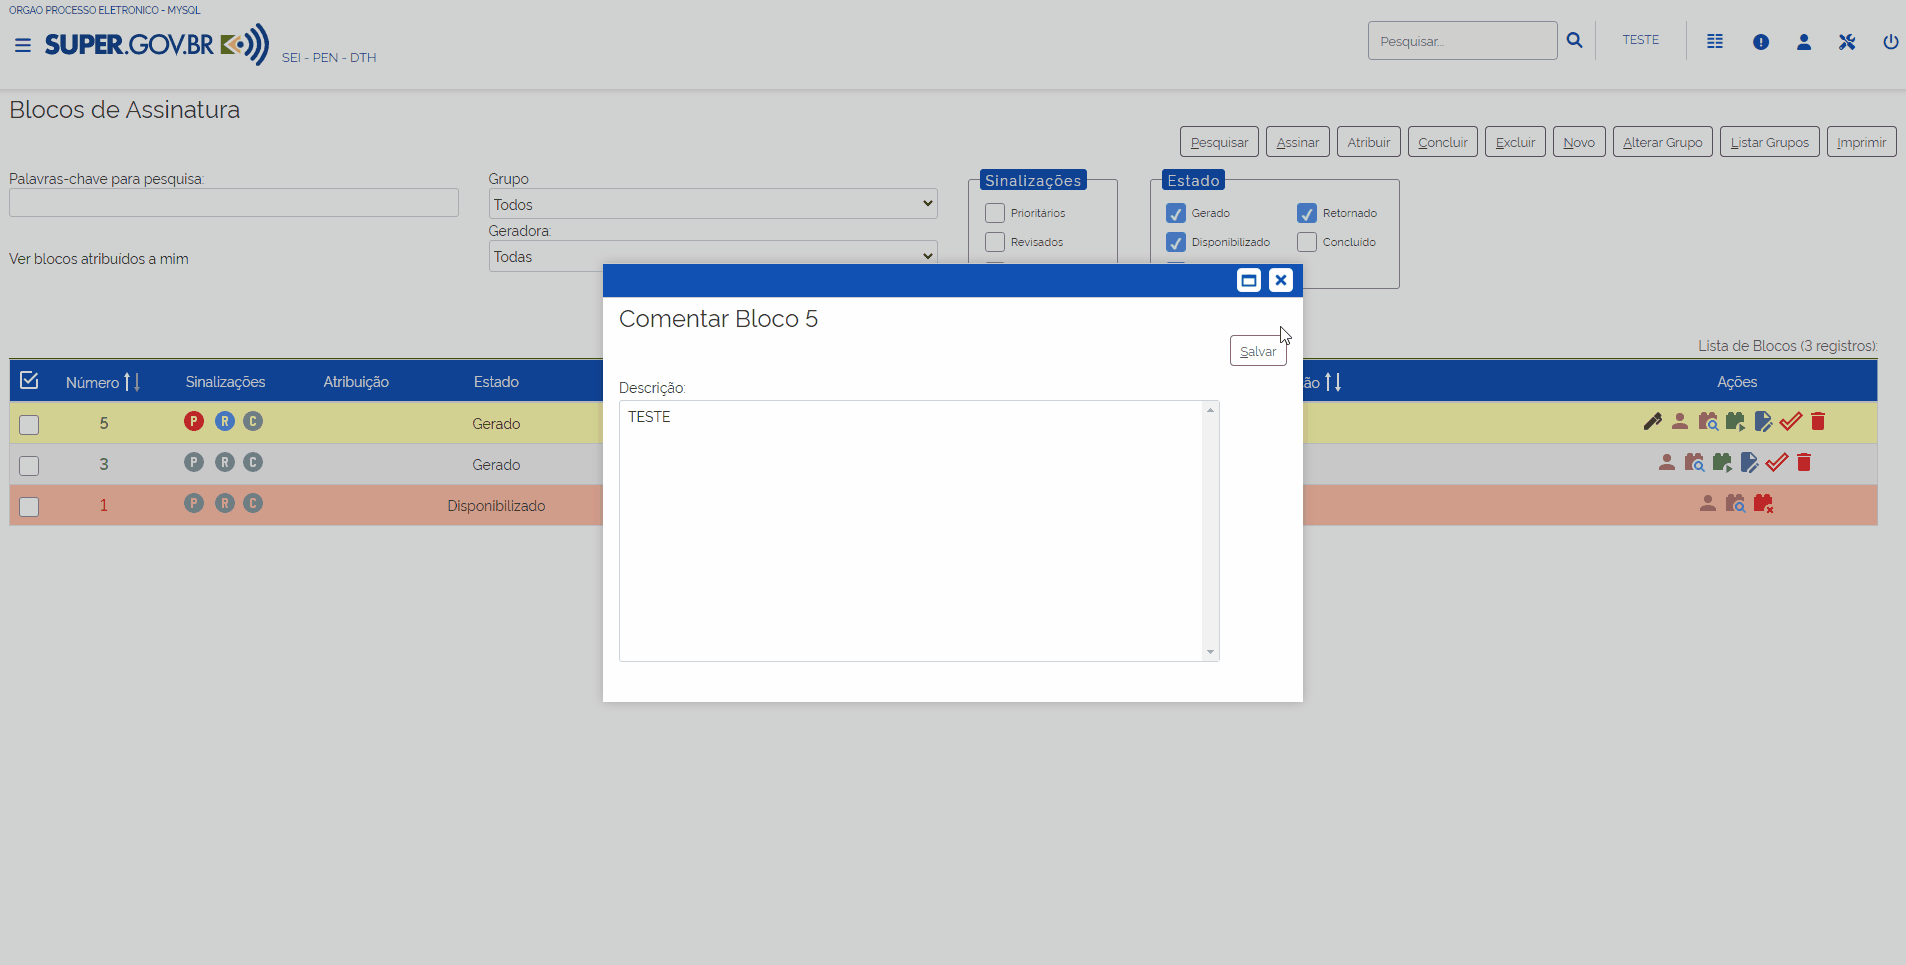 ORGAO PROCESSO ELETRONICO - MYSQL
SUPER.GOV.BR
SEI - PEN - DTH
Pesquisar...
TESTE
Blocos de Assinatura
Pesquisar
Assinar
Atribuir
Concluir
Excluir
Novo
Alterar Grupo
Listar Grupos
Imprimir
Palavras-chave para pesquisa:
Grupo
Todos
Geradora:
Todas
Ver blocos atribuídos a mim
Sinalizações
Prioritários
Revisados
Estado
Gerado
Retornado
Disponibilizado
Concluído
Comentar Bloco 5
Salvar
Descrição:
TESTE
Lista de Blocos (3 registros):
Número Sinalizações Atribuição Estado ão Ações
5 P R C Gerado
3 P R C Gerado
1 P R C Disponibilizado